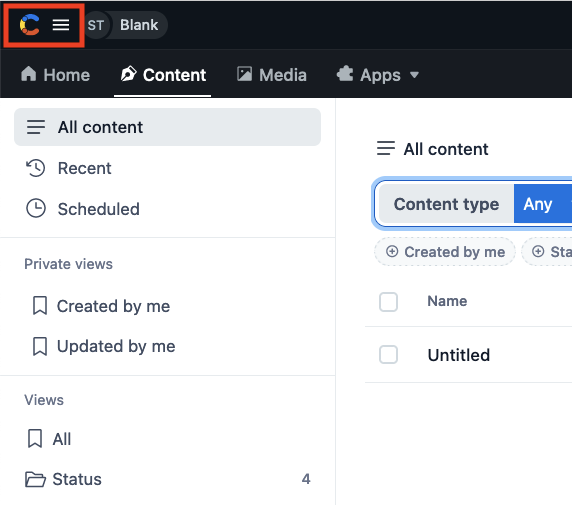 ST Blank
Home Content Media Apps
All content
Recent
Scheduled
Private views
Created by me
Updated by me
Views
All
Status 4
All content
Content type Any
Created by me Sta
Name
Untitled